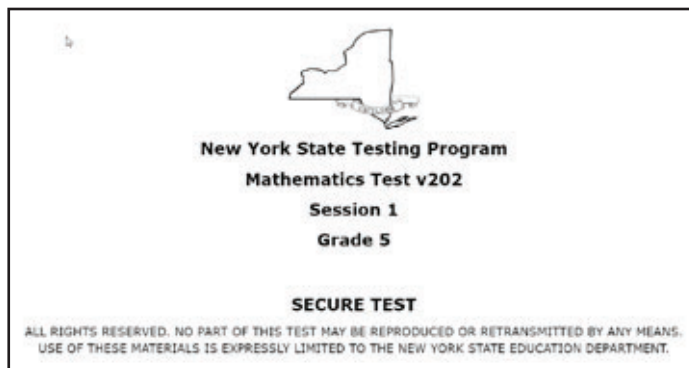 New York State Testing Program
Mathematics Test v202
Session 1
Grade 5
SECURE TEST
ALL RIGHTS RESERVED. NO PART OF THIS TEST MAY BE REPRODUCED OR RETRANSMITTED BY ANY MEANS.
USE OF THESE MATERIALS IS EXPRESSLY LIMITED TO THE NEW YORK STATE EDUCATION DEPARTMENT.